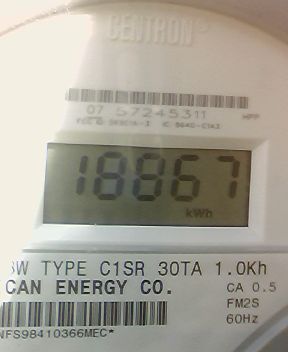 CENTRON®
07 57245311
18867
kWh
3W TYPE C1SR 30TA 1.0Kh
CAN ENERGY CO.
CA 0.5
FM2S
60Hz
NFS98410366MEC*